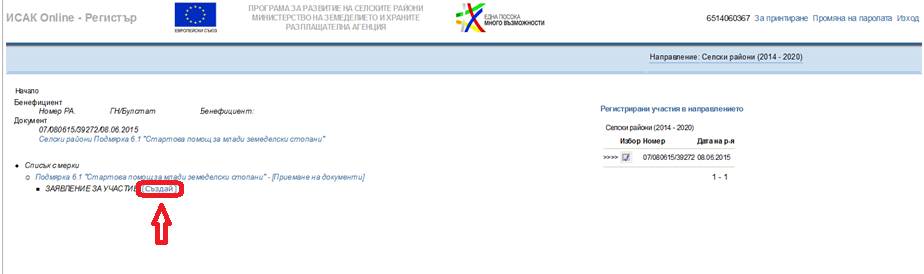 ИСАК Online - Регистър
ЕВРОПЕЙСКИ СЪЮЗ
ПРОГРАМА ЗА РАЗВИТИЕ НА СЕЛСКИТЕ РАЙОНИ
МИНИСТЕРСТВО НА ЗЕМЕДЕЛИЕТО И ХРАНИТЕ
РАЗПЛАЩАТЕЛНА АГЕНЦИЯ
ЕДНА ПОСОКА
МНОГО ВЪЗМОЖНОСТИ
6514060367 За принтиране Промяна на паролата Изход
Направление: Селски райони (2014 - 2020)
Начало
Бенефициент
Номер РА. ГН/Булстат Бенефициент:
Документ
07/080615/39272/08.06.2015
Селски райони Подмярка 6.1 "Стартова помощ за млади земеделски стопани"
Списък с мерки
Подмярка 6.1 "Стартова помощ за млади земеделски стопани" - [Приемане на документи]
ЗАЯВЛЕНИЕ ЗА УЧАСТИЕ [Създай]
Регистрирани участия в направлението
Селски райони (2014 - 2020)
Избор Номер Дата на р-я
>>>> 07/080615/39272 08.06.2015
1 - 1